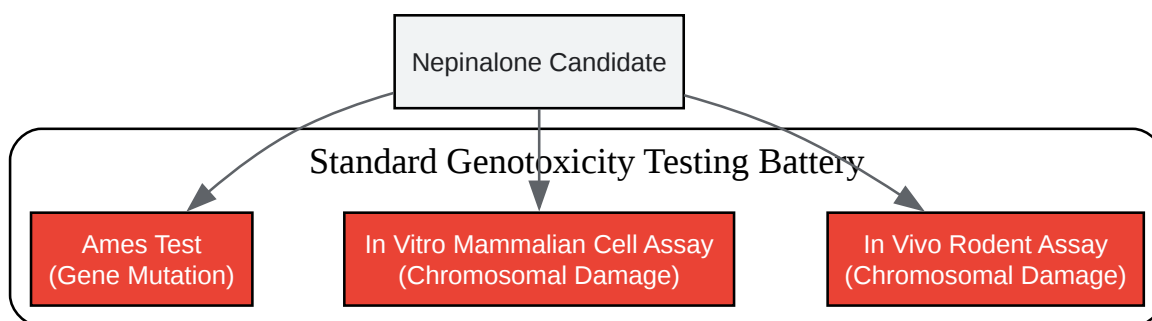 Nepinalone Candidate
Standard Genotoxicity Testing Battery
Ames Test
(Gene Mutation)
In Vitro Mammalian Cell Assay
(Chromosomal Damage)
In Vivo Rodent Assay
(Chromosomal Damage)